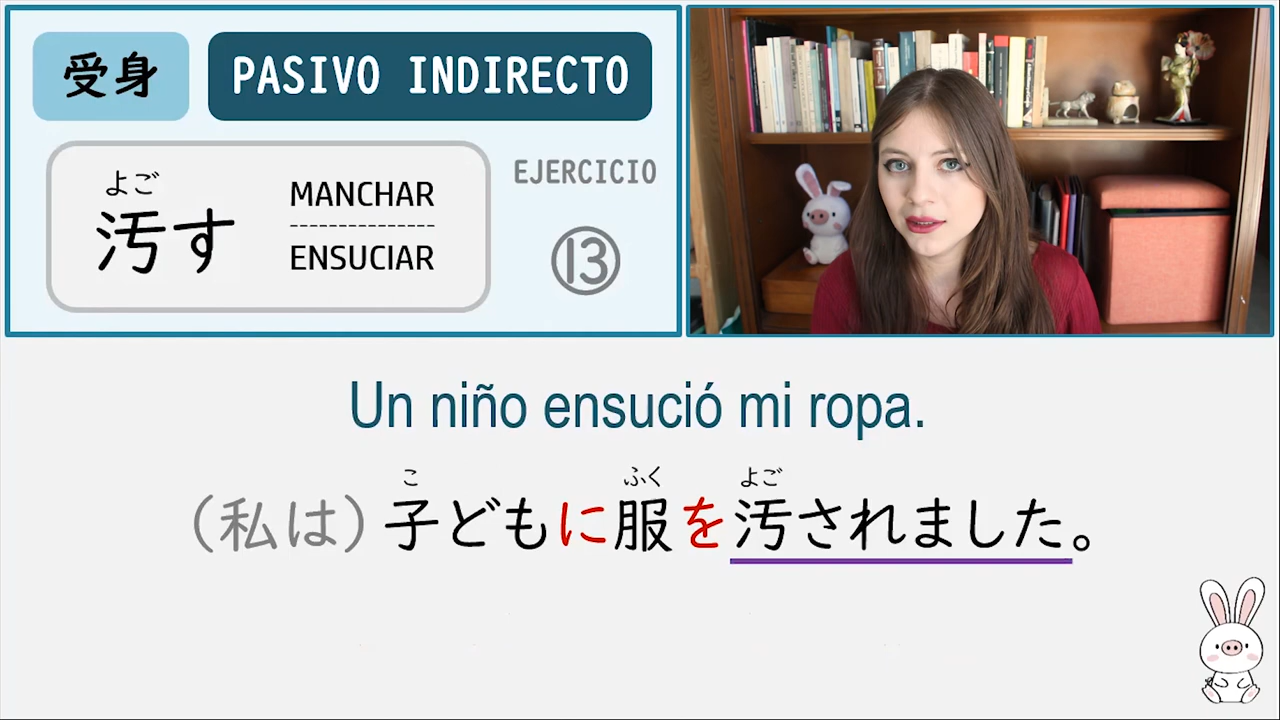 受身
PASIVO INDIRECTO
よご
汚す
MANCHAR
ENSUCIAR
EJERCICIO
⑬
Un niño ensució mi ropa.
こ ふく よご
(私は) 子どもに服を汚されました。